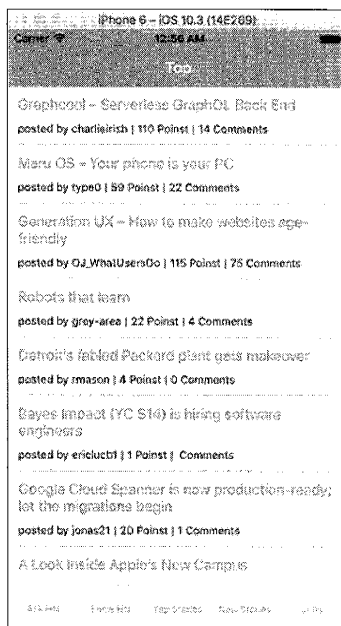 iPhone 6 – iOS 10.3 (14E269)
Carrier
12:56 AM
Top
Graphcool – Serverless GraphQL Back End
posted by charlieirish | 110 Poinst | 14 Comments
Maru OS – Your phone is your PC
posted by type0 | 59 Poinst | 22 Comments
Generation UX – How to make websites age-
friendly
posted by OJ_WhatUsersDo | 115 Poinst | 75 Comments
Robots that learn
posted by grey-area | 22 Poinst | 4 Comments
Detroit's fabled Packard plant gets makeover
posted by rmason | 4 Poinst | 0 Comments
Bayes Impact (YC S14) is hiring software
engineers
posted by ericlucb1 | 1 Poinst | Comments
Google Cloud Spanner is now production-ready;
let the migrations begin
posted by jonas21 | 20 Poinst | 1 Comments
A Look Inside Apple's New Campus
Ask HN Show HN Top Stories New Stories